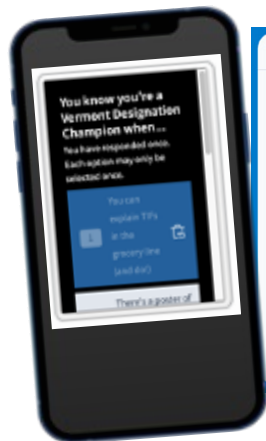 You know you're a
Vermont Designation
Champion when...
You have responded once.
Each option may only be
selected once.
You can
explain TIFs
in the
grocery line
(and do!)
1
There's a poster of